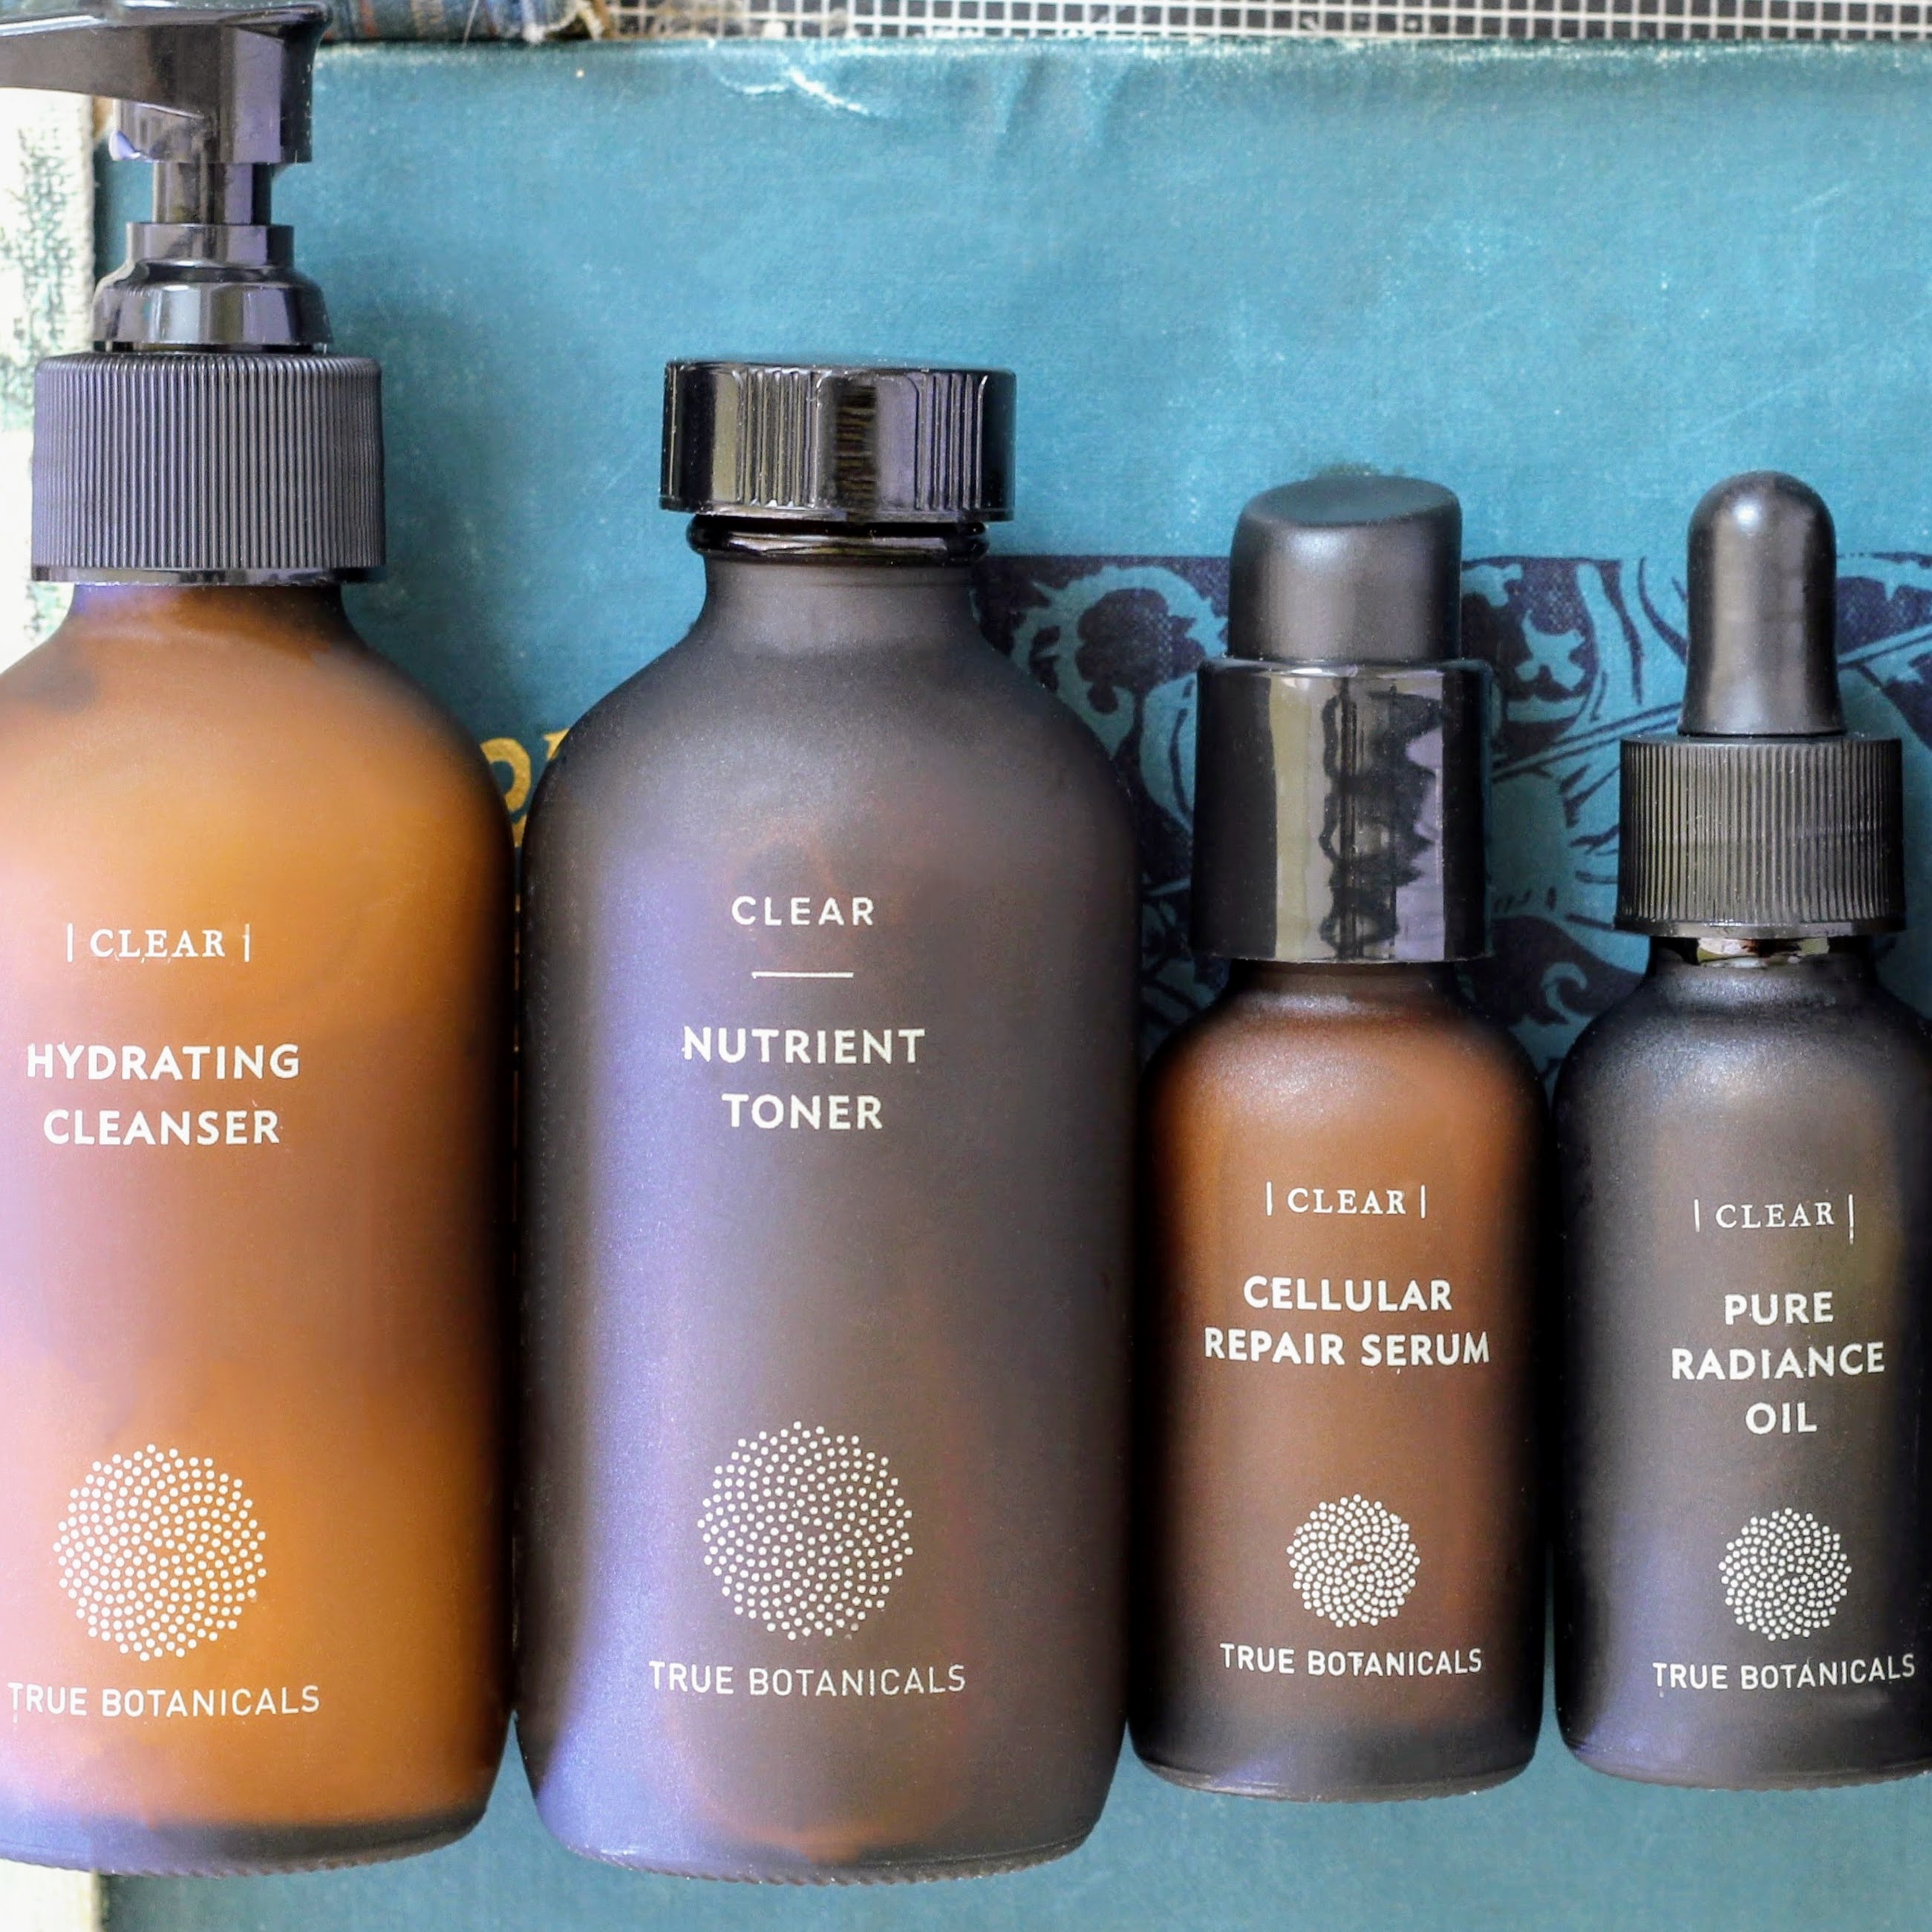 | CLEAR |
HYDRATING
CLEANSER
TRUE BOTANICALS
CLEAR
NUTRIENT
TONER
TRUE BOTANICALS
| CLEAR |
CELLULAR
REPAIR SERUM
TRUE BOTANICALS
| CLEAR |
PURE
RADIANCE
OIL
TRUE BOTANICALS